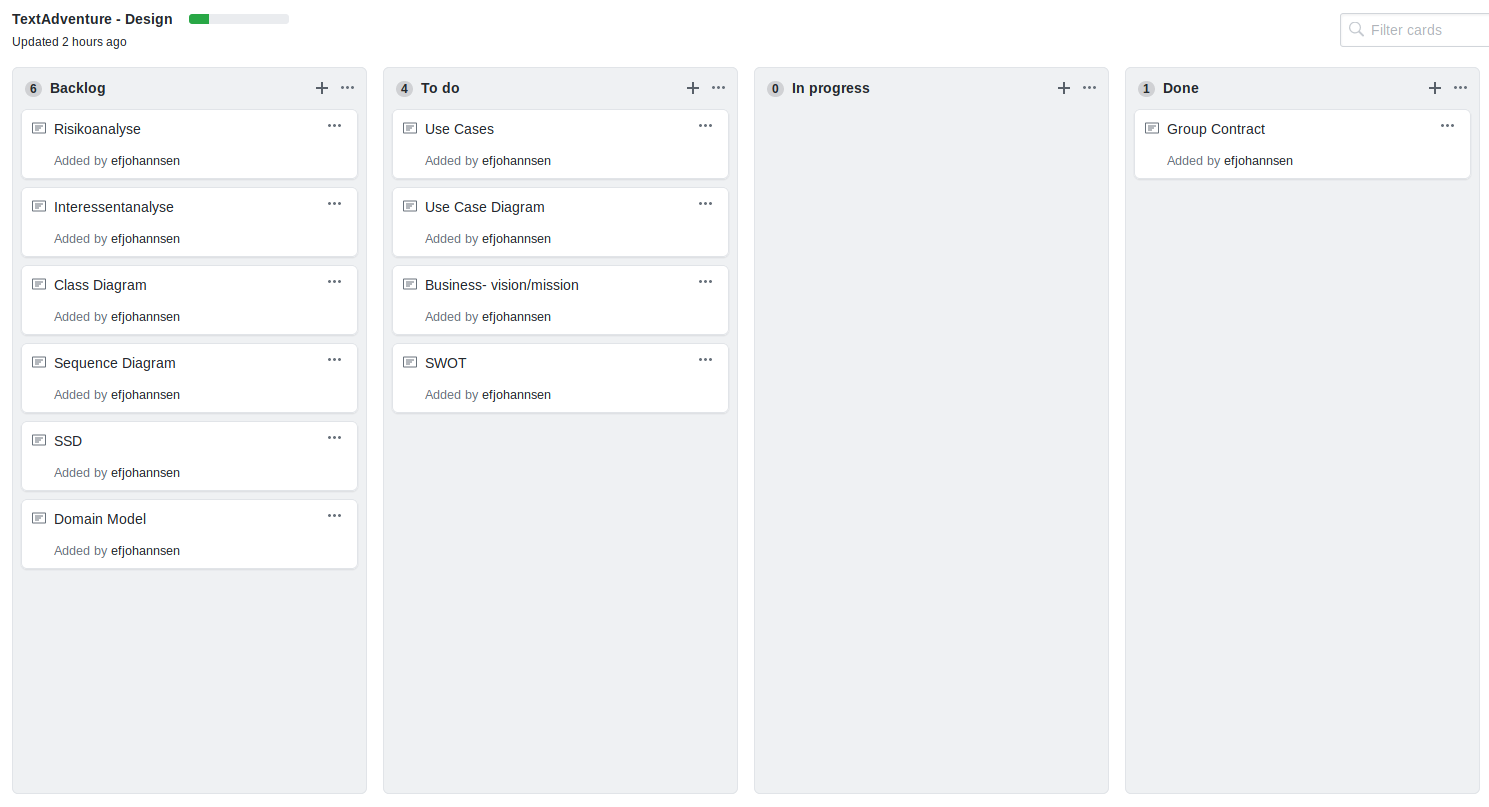 TextAdventure - Design
Updated 2 hours ago
Filter cards
6 Backlog
Risikoanalyse
Added by efjohannsen
Interessentanalyse
Added by efjohannsen
Class Diagram
Added by efjohannsen
Sequence Diagram
Added by efjohannsen
SSD
Added by efjohannsen
Domain Model
Added by efjohannsen
4 To do
Use Cases
Added by efjohannsen
Use Case Diagram
Added by efjohannsen
Business- vision/mission
Added by efjohannsen
SWOT
Added by efjohannsen
0 In progress
1 Done
Group Contract
Added by efjohannsen